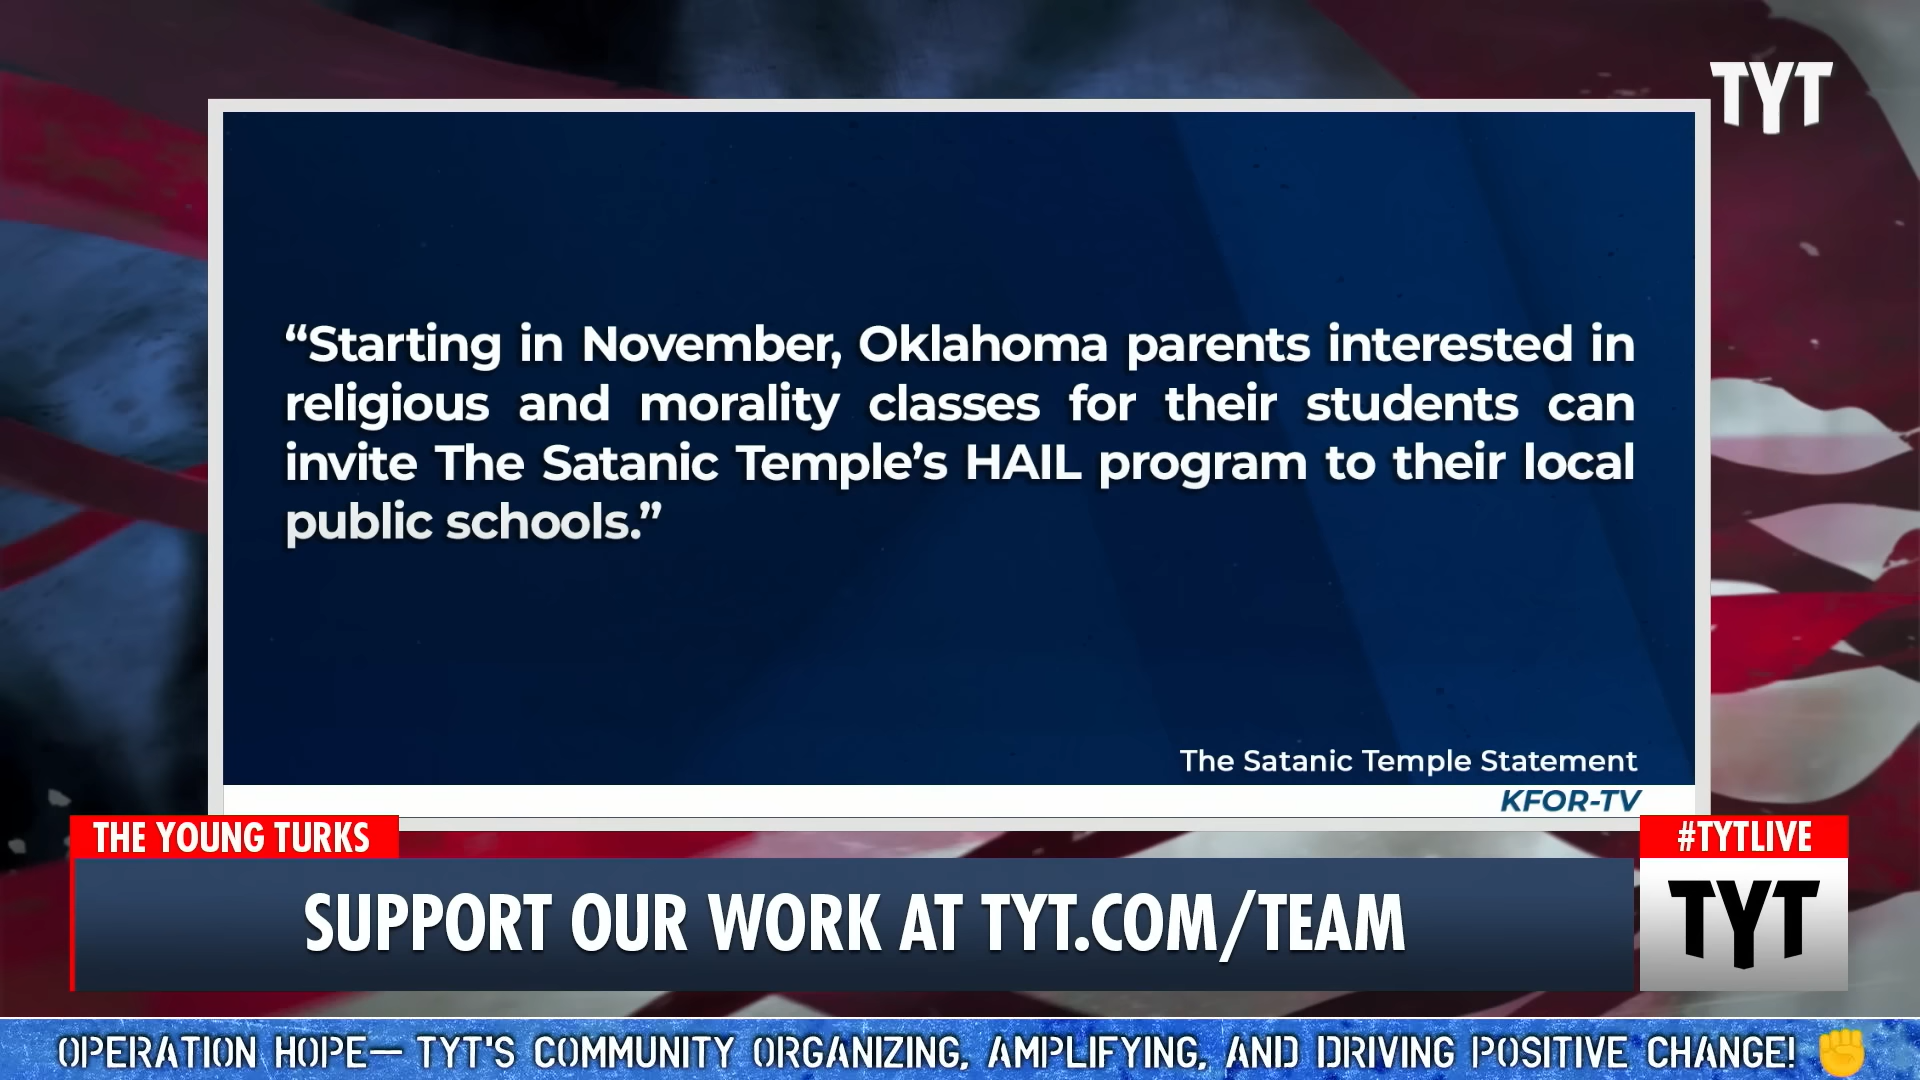 TYT
“Starting in November, Oklahoma parents interested in
religious and morality classes for their students can
invite The Satanic Temple’s HAIL program to their local
public schools.”
The Satanic Temple Statement
KFOR-TV
THE YOUNG TURKS
#TYTLIVE
SUPPORT OUR WORK AT TYT.COM/TEAM
TYT
OPERATION HOPE— TYT'S COMMUNITY ORGANIZING, AMPLIFYING, AND DRIVING POSITIVE CHANGE! ✊